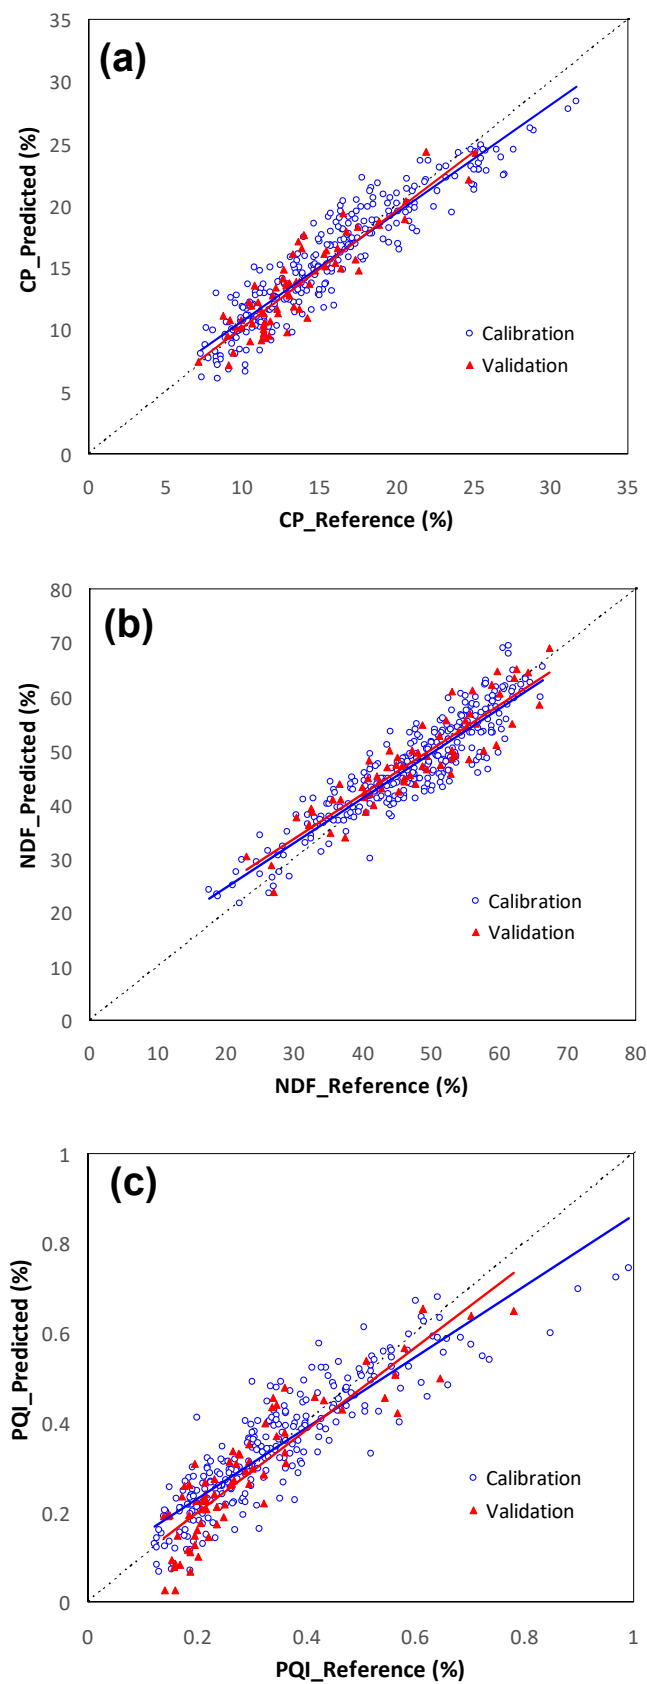 (a)
35
30
25
20
15
10
5
0
CP_Predicted (%)
Calibration
Validation
0 5 10 15 20 25 30 35
CP_Reference (%)
(b)
80
70
60
50
40
30
20
10
0
NDF_Predicted (%)
Calibration
Validation
0 10 20 30 40 50 60 70 80
NDF_Reference (%)
(c)
1
0.8
0.6
0.4
0.2
0
PQI_Predicted (%)
Calibration
Validation
0 0.2 0.4 0.6 0.8 1
PQI_Reference (%)